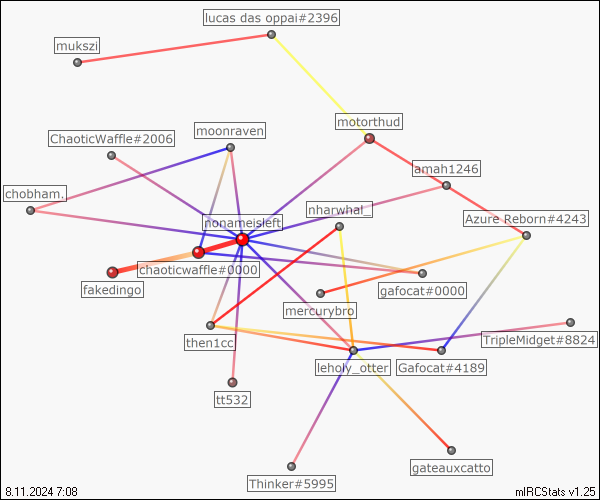 lucas das oppai#2396
mukszi
motorthud
moonraven
ChaoticWaffle#2006
amah1246
chobham.
nharwhal_
Azure Reborn#4243
nonameisleft
chaoticwaffle#0000
fakedingo
gafocat#0000
mercurybro
then1cc
TripleMidget#8824
leholy_otter
Gafocat#4189
tt532
gateauxcatto
Thinker#5995
8.11.2024 7:08
mIRCStats v1.25